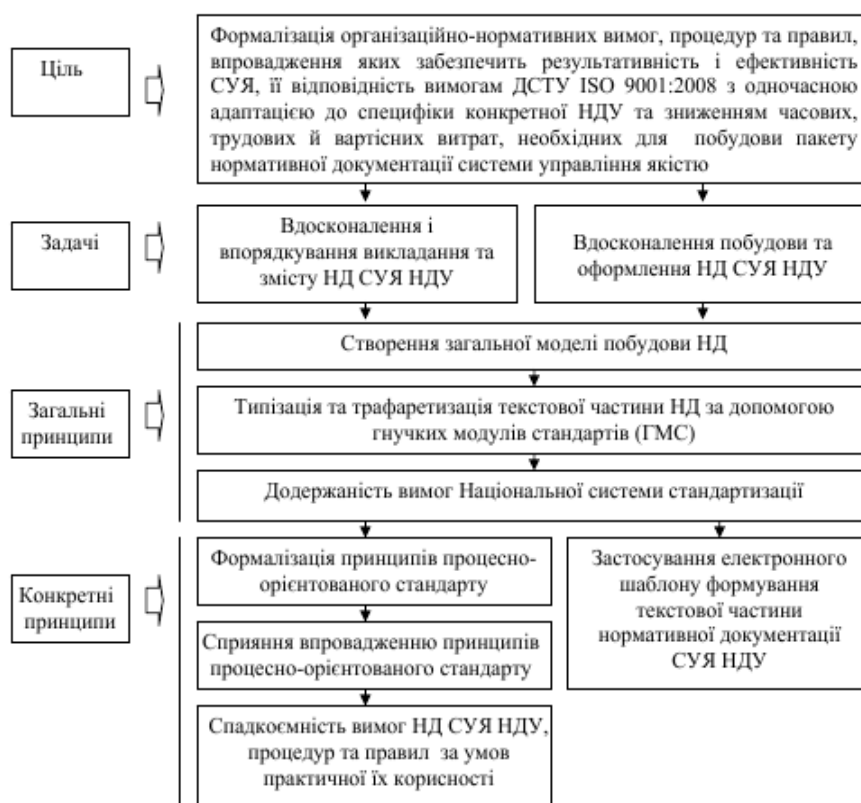 Ціль
Формалізація організаційно-нормативних вимог, процедур та правил,
впровадження яких забезпечить результативність і ефективність
СУЯ, її відповідність вимогам ДСТУ ISO 9001:2008 з одночасною
адаптацією до специфіки конкретної НДУ та зниженням часових,
трудових й вартісних витрат, необхідних для побудови пакету
нормативної документації системи управління якістю
Задачі
Вдосконалення і
впорядкування викладання та
змісту НД СУЯ НДУ
Вдосконалення побудови та
оформлення НД СУЯ НДУ
Загальні
принципи
Створення загальної моделі побудови НД
Типізація та трафаретизація текстової частини НД за допомогою
гнучких модулів стандартів (ГМС)
Додержаність вимог Національної системи стандартизації
Конкретні
принципи
Формалізація принципів процесно-
орієнтованого стандарту
Сприяння впровадженню принципів
процесно-орієнтованого стандарту
Спадкоємність вимог НД СУЯ НДУ,
процедур та правил за умов
практичної їх корисності
Застосування електронного
шаблону формування
текстової частини
нормативної документації
СУЯ НДУ